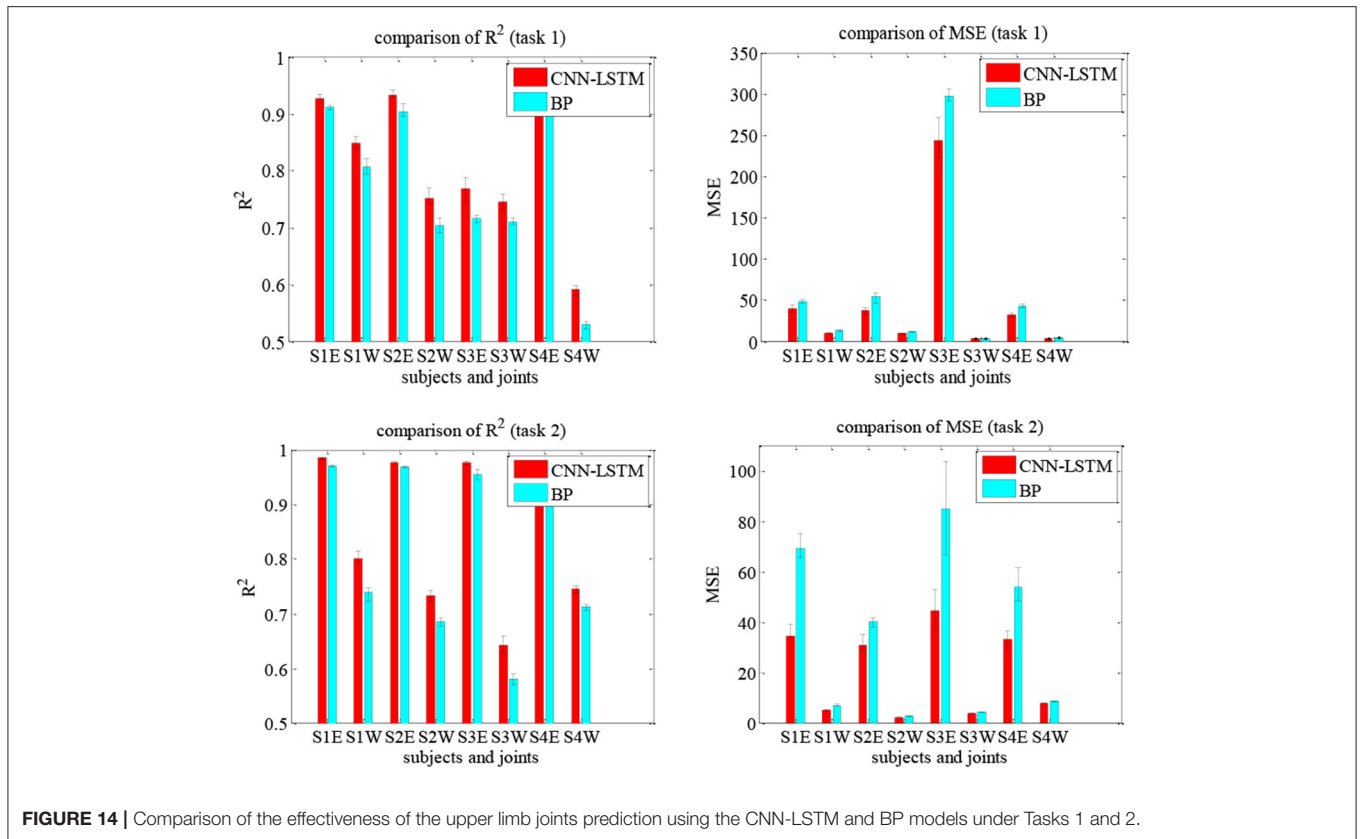 comparison of R² (task 1)
1
0.9
0.8
0.7
0.6
0.5
R²
CNN-LSTM
BP
S1E S1W S2E S2W S3E S3W S4E S4W
subjects and joints
comparison of MSE (task 1)
350
300
250
200
150
100
50
0
MSE
CNN-LSTM
BP
S1E S1W S2E S2W S3E S3W S4E S4W
subjects and joints
comparison of R² (task 2)
1
0.9
0.8
0.7
0.6
0.5
R²
CNN-LSTM
BP
S1E S1W S2E S2W S3E S3W S4E S4W
subjects and joints
comparison of MSE (task 2)
100
80
60
40
20
0
MSE
CNN-LSTM
BP
S1E S1W S2E S2W S3E S3W S4E S4W
subjects and joints
FIGURE 14 | Comparison of the effectiveness of the upper limb joints prediction using the CNN-LSTM and BP models under Tasks 1 and 2.